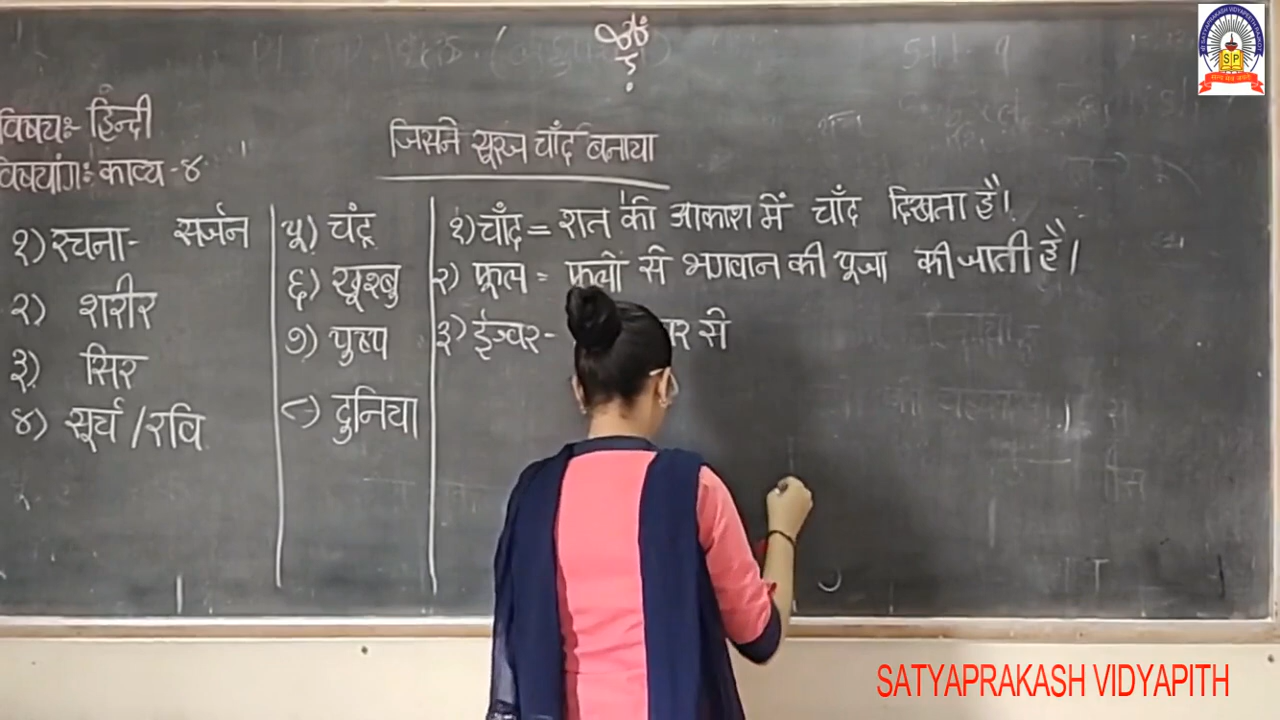 ॐ
विषय:- हिन्दी
विषयांग: काव्य-४
जिसने सूरज चाँद बनाया
१) रचना- सर्जन
२) शरीर
३) सिर
४) सूर्य / रवि
५) चंद्र
६) खूश्बु
७) पुष्प
८) दुनिया
१) चाँद = रात की आकाश में चाँद दिखता है।
२) फूल = फूलों से भगवान की पूजा की जाती है।
३) ईश्वर- से
SATYAPRAKASH VIDYAPITH
SP